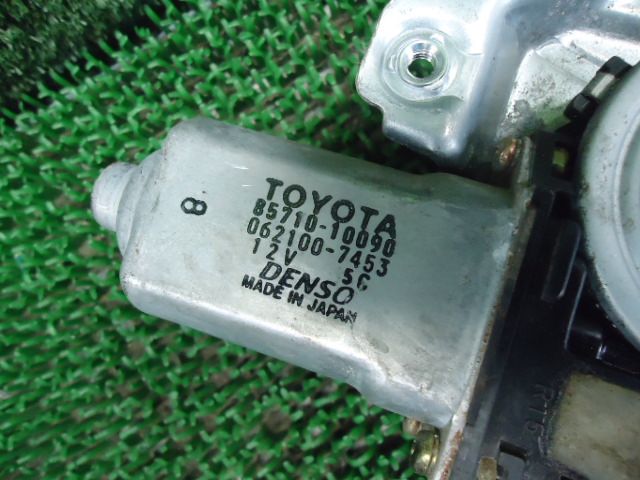 TOYOTA
85710-10090
062100-7453
12V 5C
DENSO
MADE IN JAPAN
8